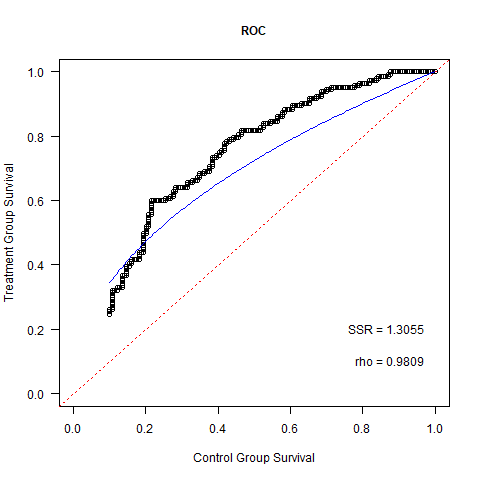 ROC
Treatment Group Survival
1.0
0.8
0.6
0.4
0.2
0.0
SSR = 1.3055
rho = 0.9809
0.0 0.2 0.4 0.6 0.8 1.0
Control Group Survival